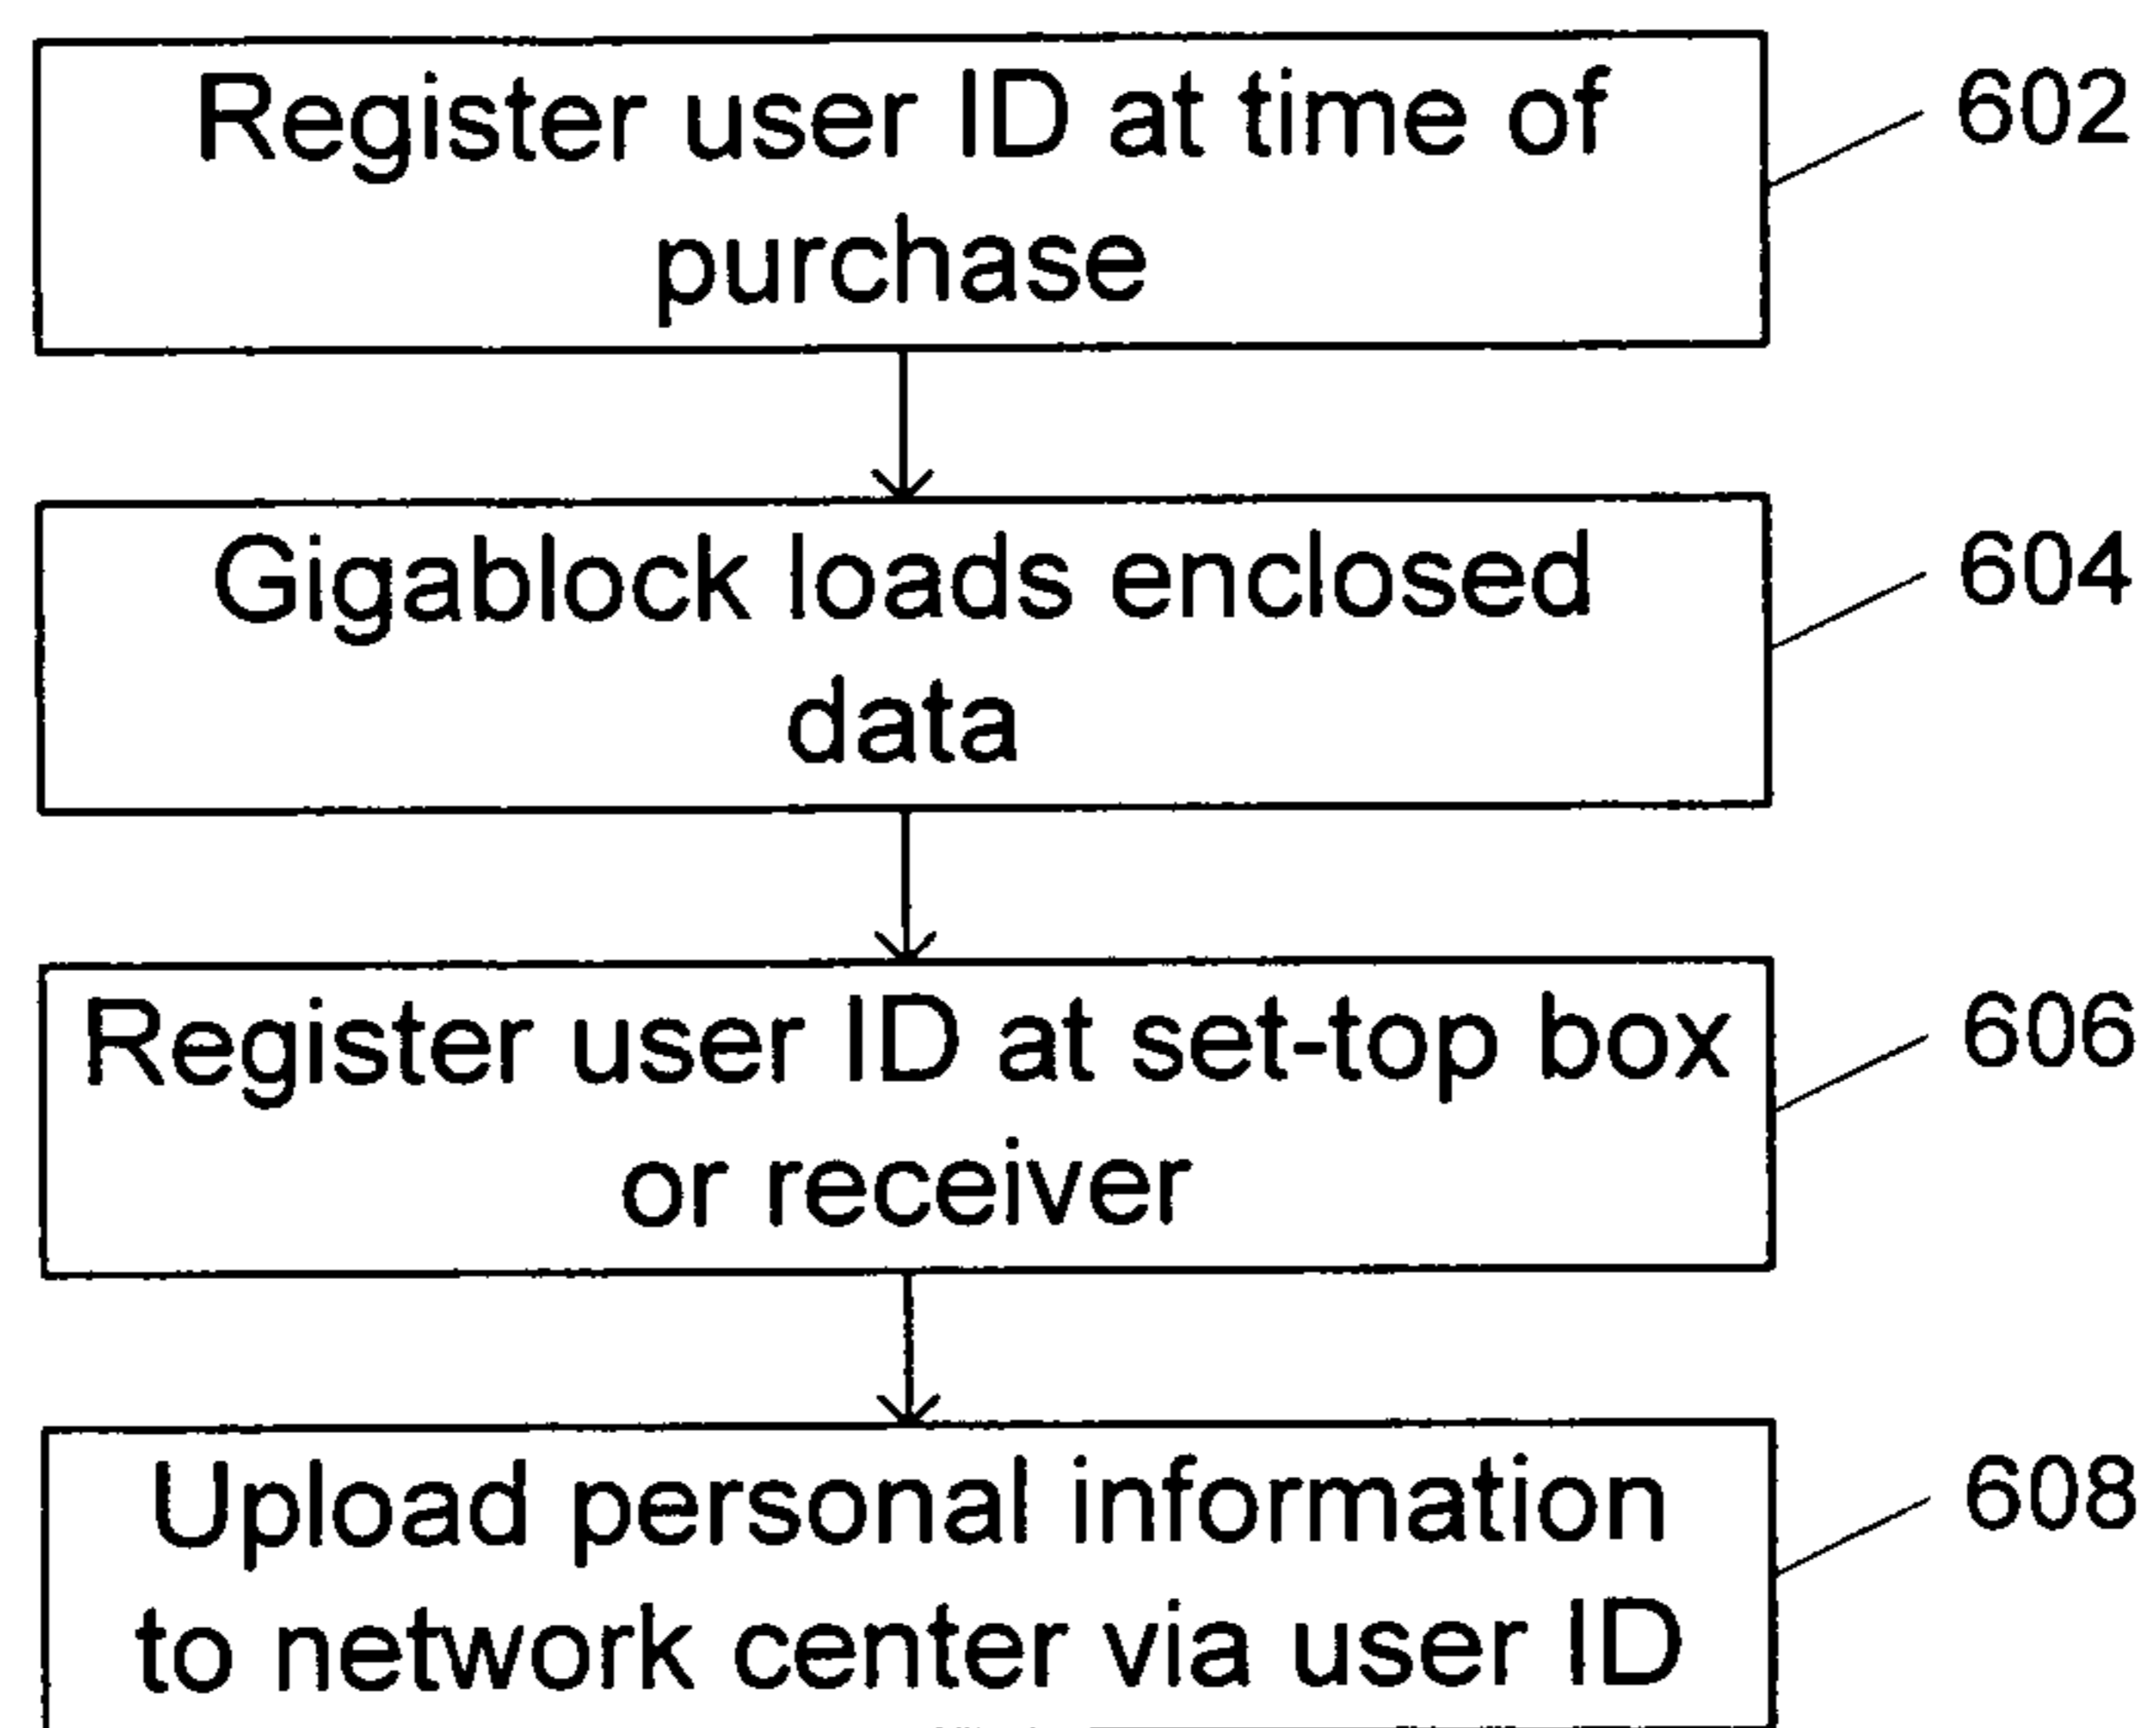 Register user ID at time of
purchase
602
Gigablock loads enclosed
data
604
Register user ID at set-top box
or receiver
606
Upload personal information
to network center via user ID
608